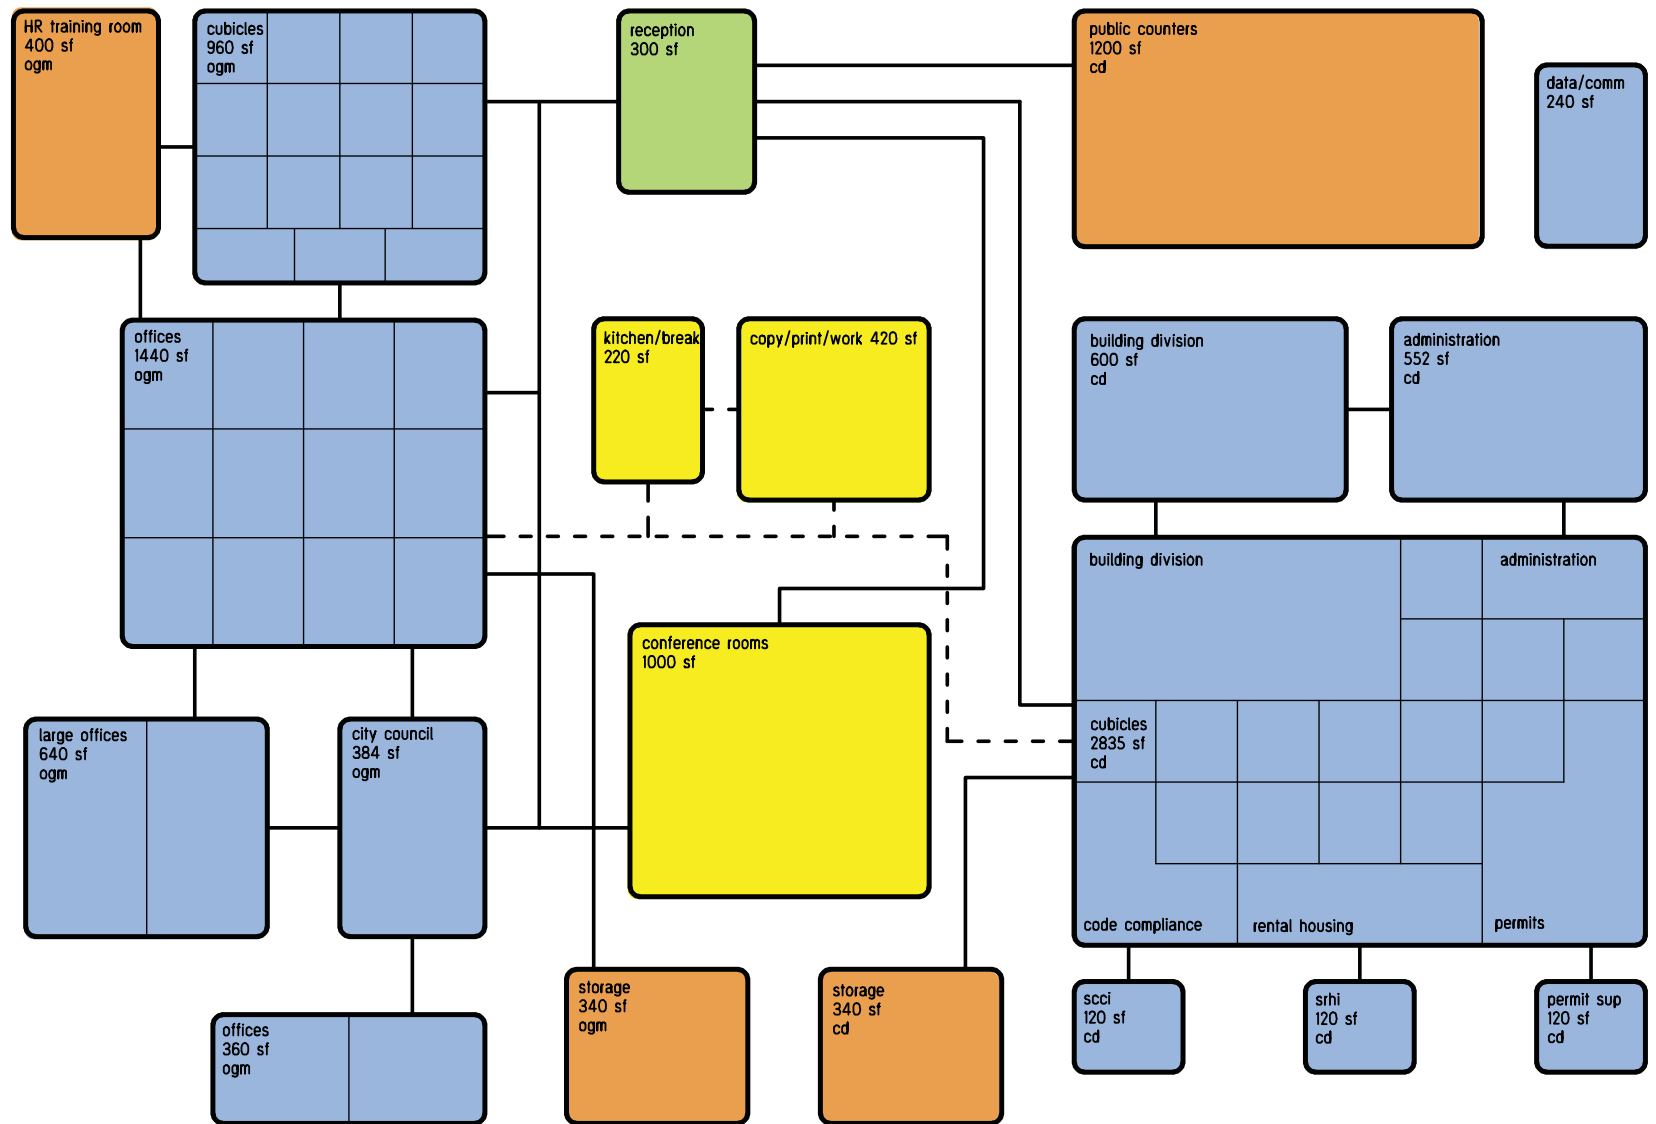 HR training room
400 sf
ogm
cubicles
960 sf
ogm
reception
300 sf
public counters
1200 sf
cd
data/comm
240 sf
offices
1440 sf
ogm
kitchen/break
220 sf
copy/print/work 420 sf
building division
600 sf
cd
administration
552 sf
cd
building division
administration
conference rooms
1000 sf
large offices
640 sf
ogm
city council
384 sf
ogm
cubicles
2835 sf
cd
code compliance
rental housing
permits
storage
340 sf
ogm
storage
340 sf
cd
scci
120 sf
cd
srhi
120 sf
cd
permit sup
120 sf
cd
offices
360 sf
ogm